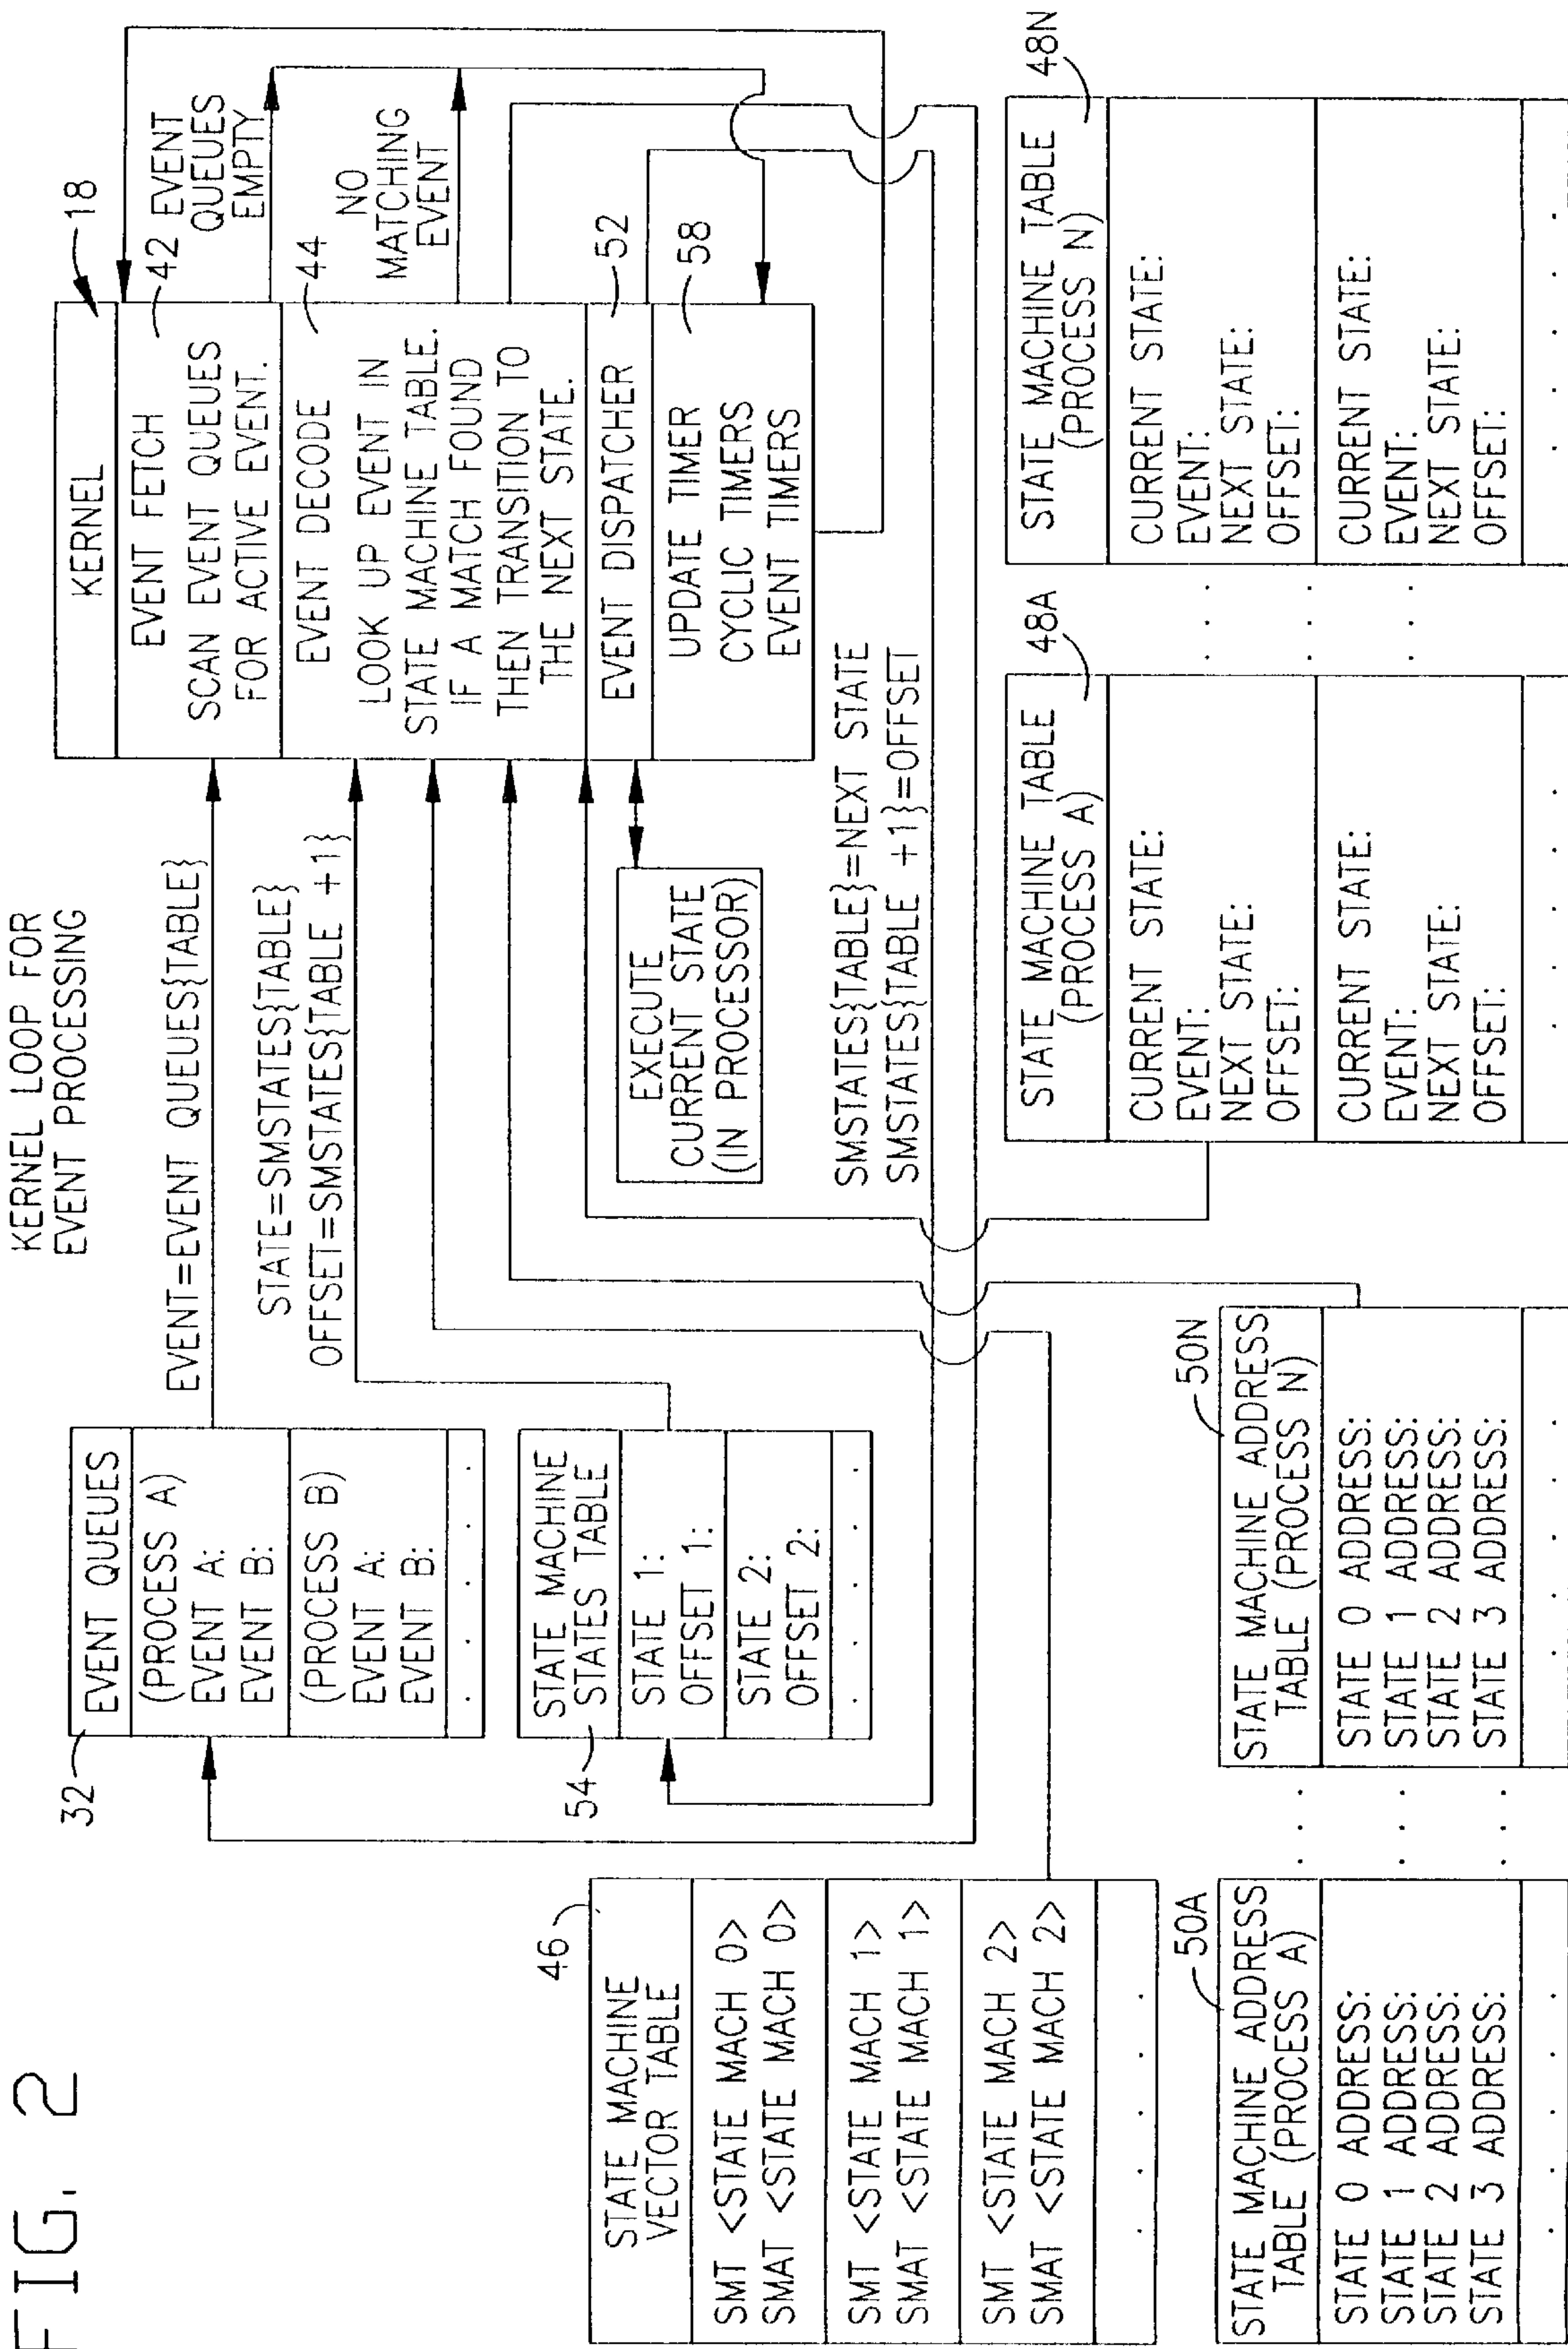 FIG. 2
KERNEL LOOP FOR
EVENT PROCESSING
32
EVENT QUEUES
(PROCESS A)
EVENT A:
EVENT B:
(PROCESS B)
EVENT A:
EVENT B:
. . . .
EVENT=EVENT QUEUES{TABLE}
STATE=SMSTATES{TABLE}
OFFSET=SMSTATES{TABLE +1}
KERNEL
18
EVENT FETCH
42
SCAN EVENT QUEUES
FOR ACTIVE EVENT.
EVENT
QUEUES
EMPTY
EVENT DECODE
44
LOOK UP EVENT IN
STATE MACHINE TABLE.
IF A MATCH FOUND
THEN TRANSITION TO
THE NEXT STATE.
NO
MATCHING
EVENT
EVENT DISPATCHER
52
UPDATE TIMER
58
CYCLIC TIMERS
EVENT TIMERS
54
STATE MACHINE
STATES TABLE
STATE 1:
OFFSET 1:
STATE 2:
OFFSET 2:
. . . .
EXECUTE
CURRENT STATE
(IN PROCESSOR)
SMSTATES{TABLE}=NEXT STATE
SMSTATES{TABLE +1}=OFFSET
46
STATE MACHINE
VECTOR TABLE
SMT <STATE MACH 0>
SMAT <STATE MACH 0>
SMT <STATE MACH 1>
SMAT <STATE MACH 1>
SMT <STATE MACH 2>
SMAT <STATE MACH 2>
. . . .
48A
STATE MACHINE TABLE
(PROCESS A)
CURRENT STATE:
EVENT:
NEXT STATE:
OFFSET:
CURRENT STATE:
EVENT:
NEXT STATE:
OFFSET:
. . . .
48N
STATE MACHINE TABLE
(PROCESS N)
CURRENT STATE:
EVENT:
NEXT STATE:
OFFSET:
CURRENT STATE:
EVENT:
NEXT STATE:
OFFSET:
. . . .
50A
STATE MACHINE ADDRESS
TABLE (PROCESS A)
STATE 0 ADDRESS:
STATE 1 ADDRESS:
STATE 2 ADDRESS:
STATE 3 ADDRESS:
. . . .
50N
STATE MACHINE ADDRESS
TABLE (PROCESS N)
STATE 0 ADDRESS:
STATE 1 ADDRESS:
STATE 2 ADDRESS:
STATE 3 ADDRESS:
. . . .